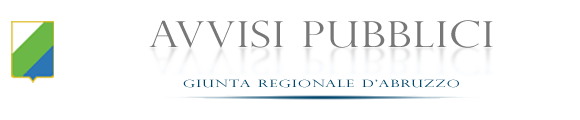 AVVISI PUBBLICI
GIUNTA REGIONALE D'ABRUZZO